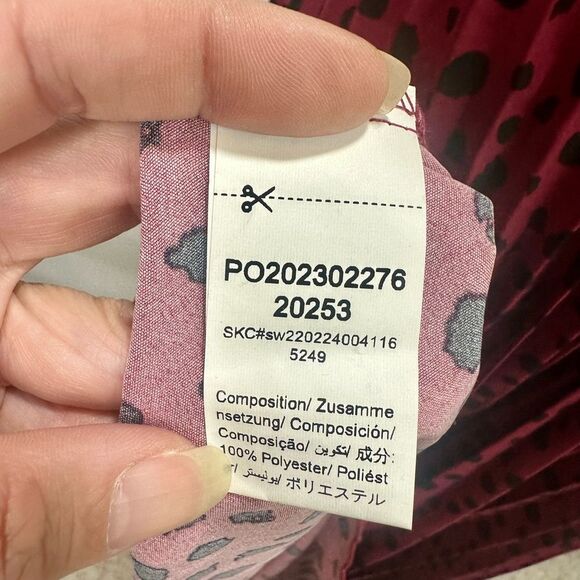 PO202302276
20253
SKC#sw220224004116
5249
Composition/ Zusamme
nsetzung/ Composición/
Composição/ تكوين/ 成分:
100% Polyester/ Poliést
بوليستر/ ポリエステル